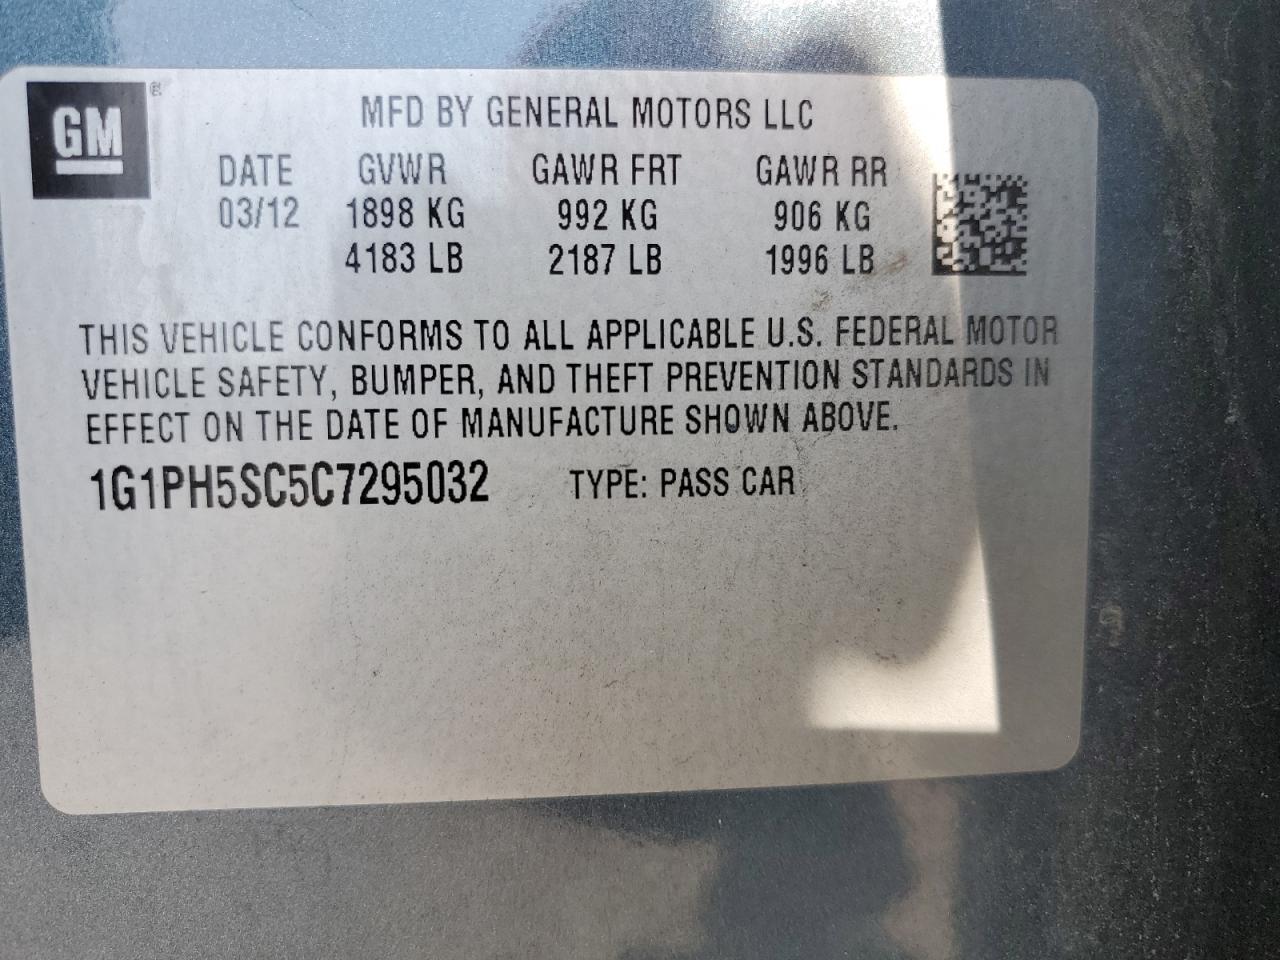 GM ®
MFD BY GENERAL MOTORS LLC
DATE GVWR GAWR FRT GAWR RR
03/12 1898 KG 992 KG 906 KG
4183 LB 2187 LB 1996 LB
THIS VEHICLE CONFORMS TO ALL APPLICABLE U.S. FEDERAL MOTOR
VEHICLE SAFETY, BUMPER, AND THEFT PREVENTION STANDARDS IN
EFFECT ON THE DATE OF MANUFACTURE SHOWN ABOVE.
1G1PH5SC5C7295032 TYPE: PASS CAR